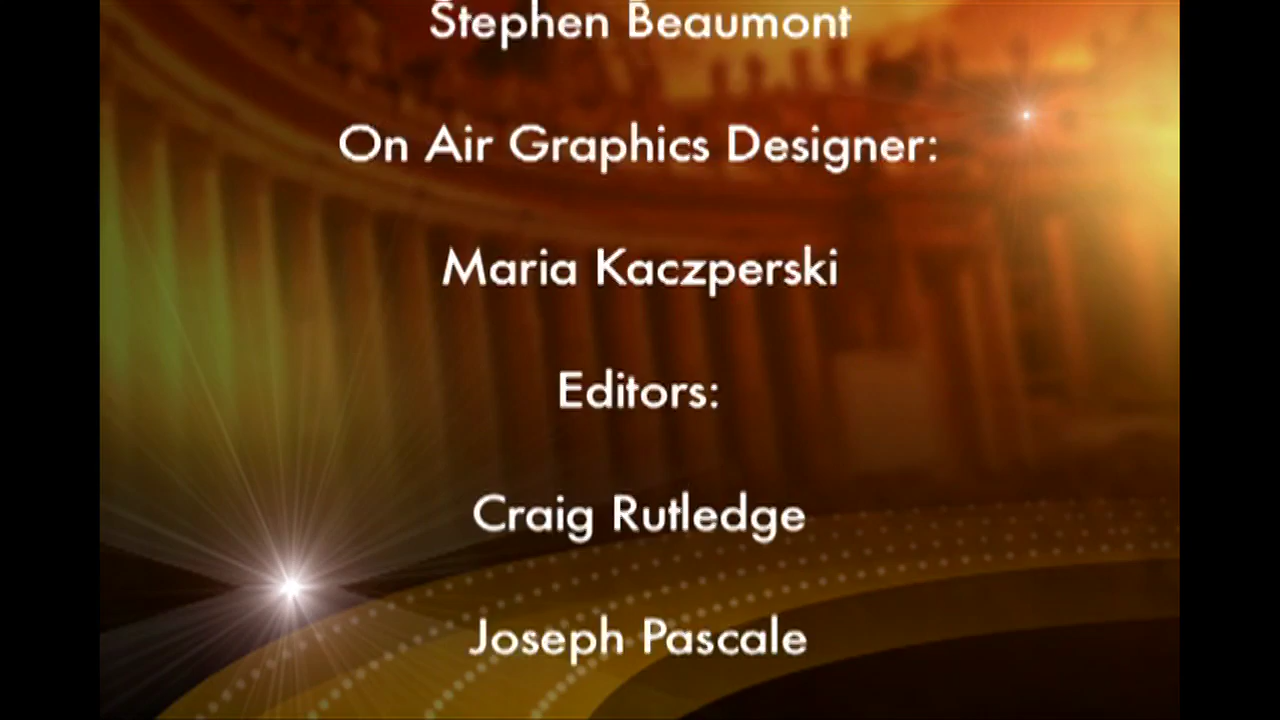 Stephen Beaumont
On Air Graphics Designer:
Maria Kaczperski
Editors:
Craig Rutledge
Joseph Pascale